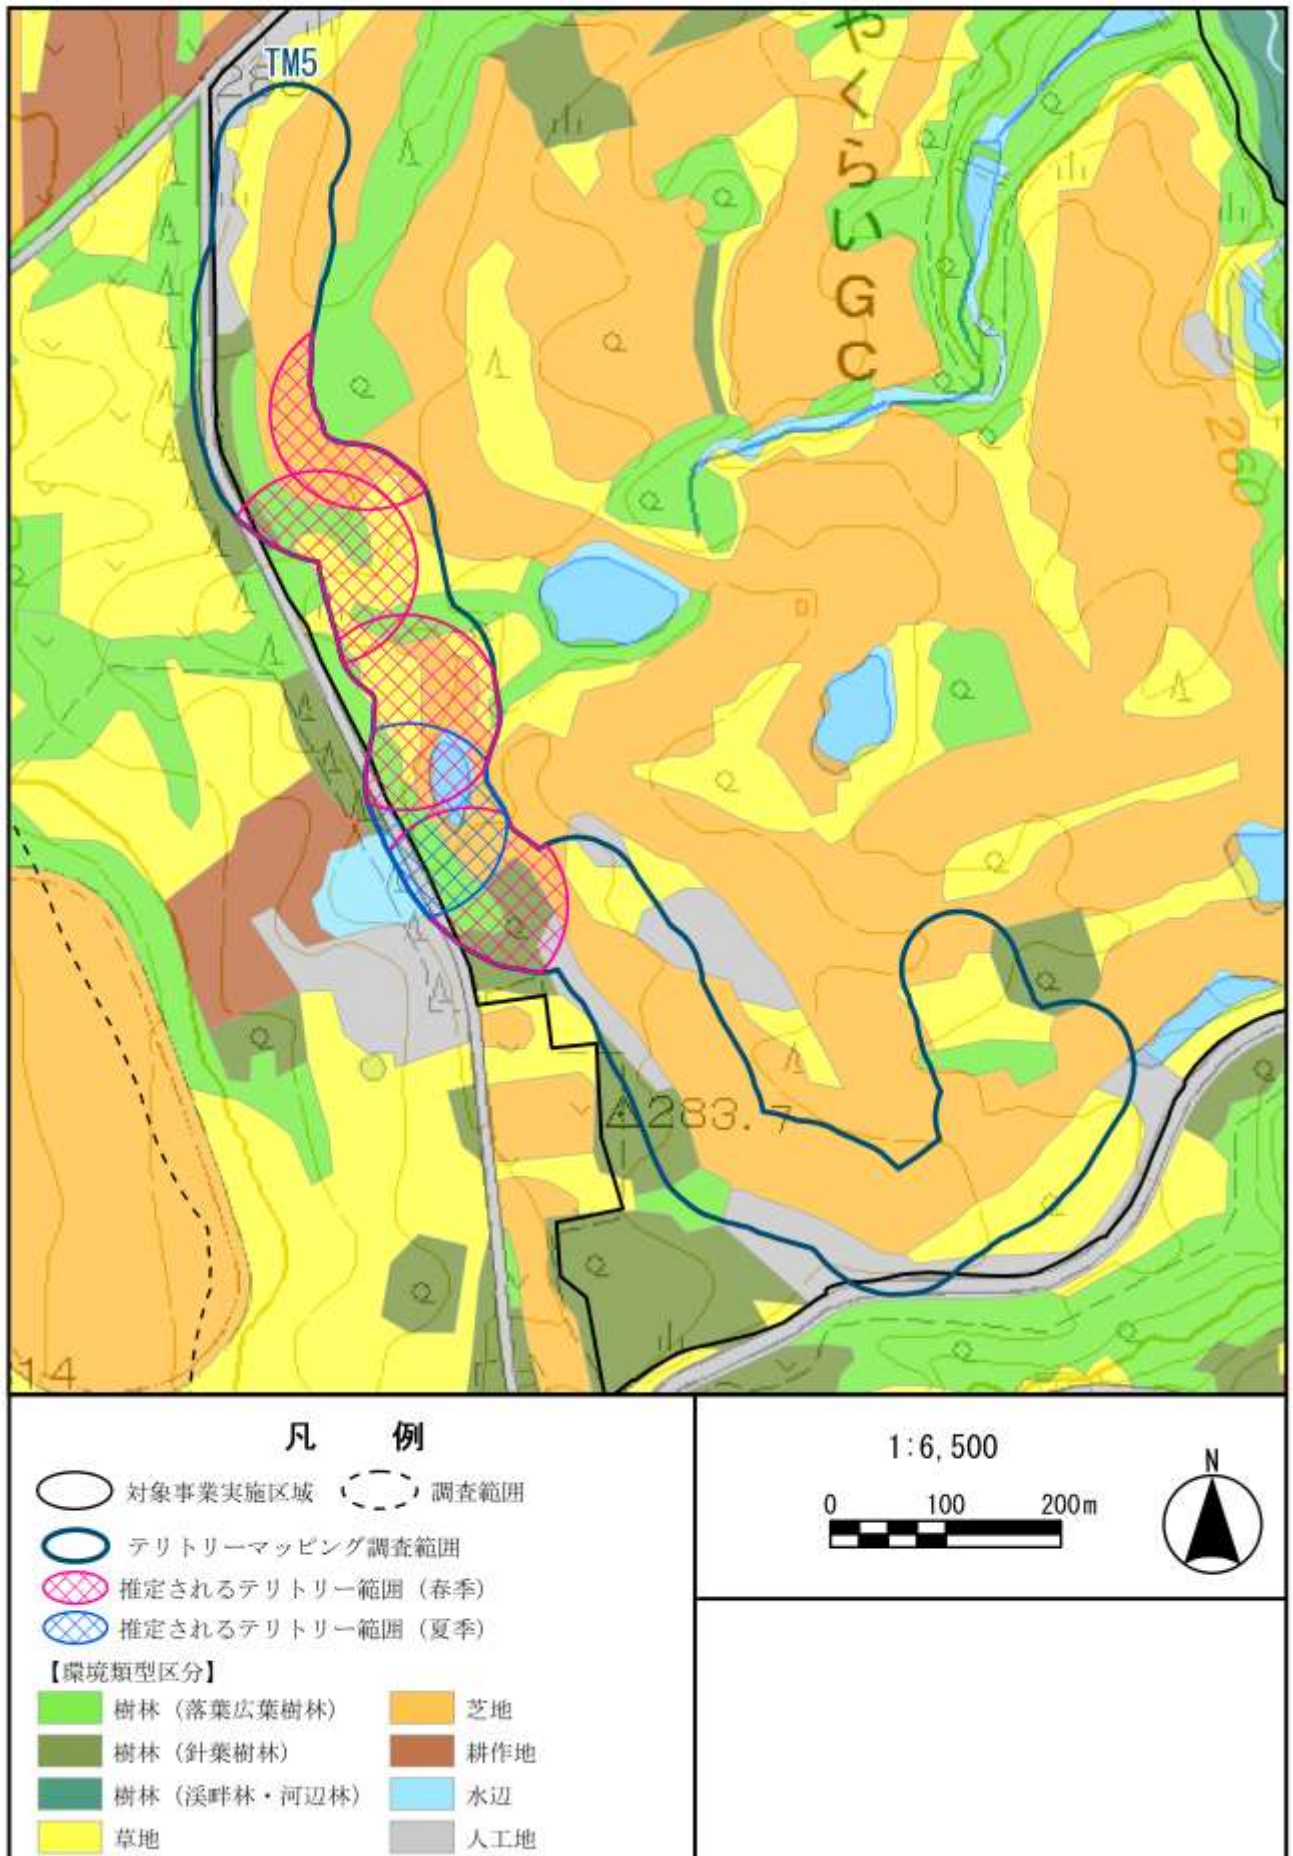 TM5
やくらいGC
260
283.7
14
凡 例
対象事業実施区域
調査範囲
テリトリーマッピング調査範囲
推定されるテリトリー範囲（春季）
推定されるテリトリー範囲（夏季）
【環境類型区分】
樹林（落葉広葉樹林）
樹林（針葉樹林）
樹林（渓畔林・河辺林）
草地
芝地
耕作地
水辺
人工地
1:6,500
0 100 200m
N